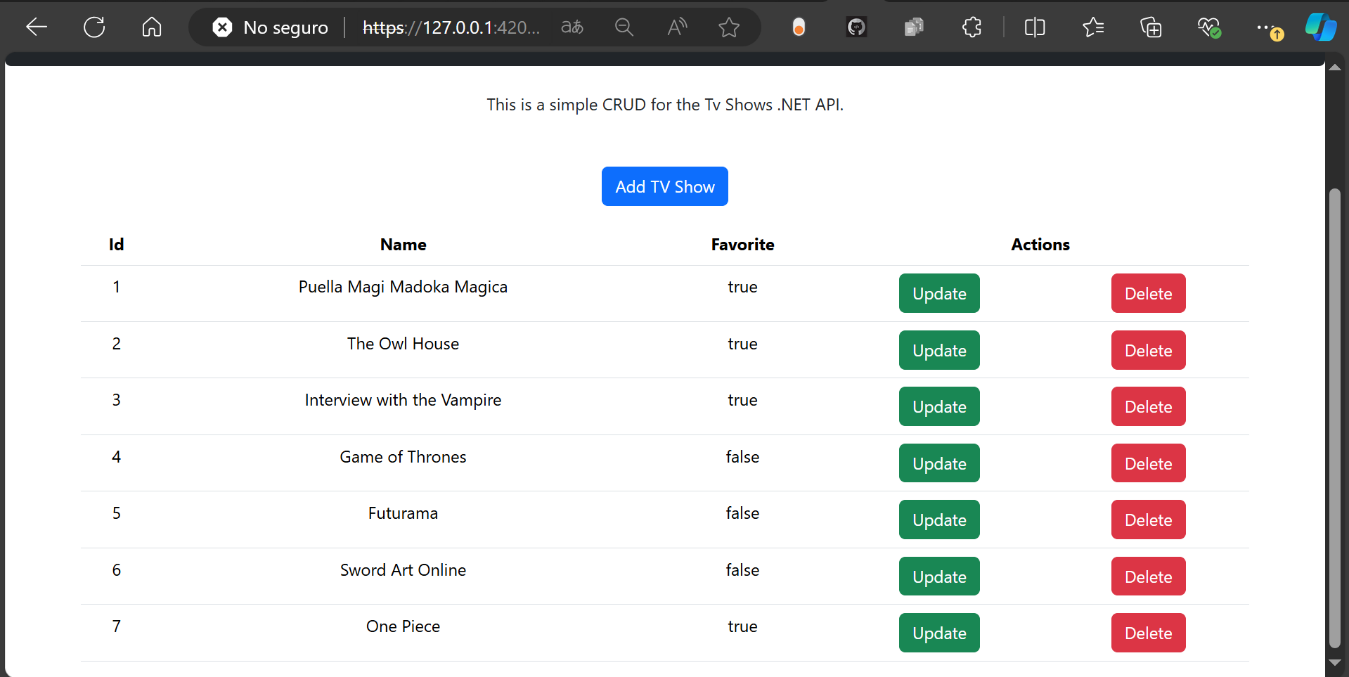 No seguro https://127.0.0.1:420...
This is a simple CRUD for the Tv Shows .NET API.
Add TV Show
Id Name Favorite Actions
1 Puella Magi Madoka Magica true Update Delete
2 The Owl House true Update Delete
3 Interview with the Vampire true Update Delete
4 Game of Thrones false Update Delete
5 Futurama false Update Delete
6 Sword Art Online false Update Delete
7 One Piece true Update Delete